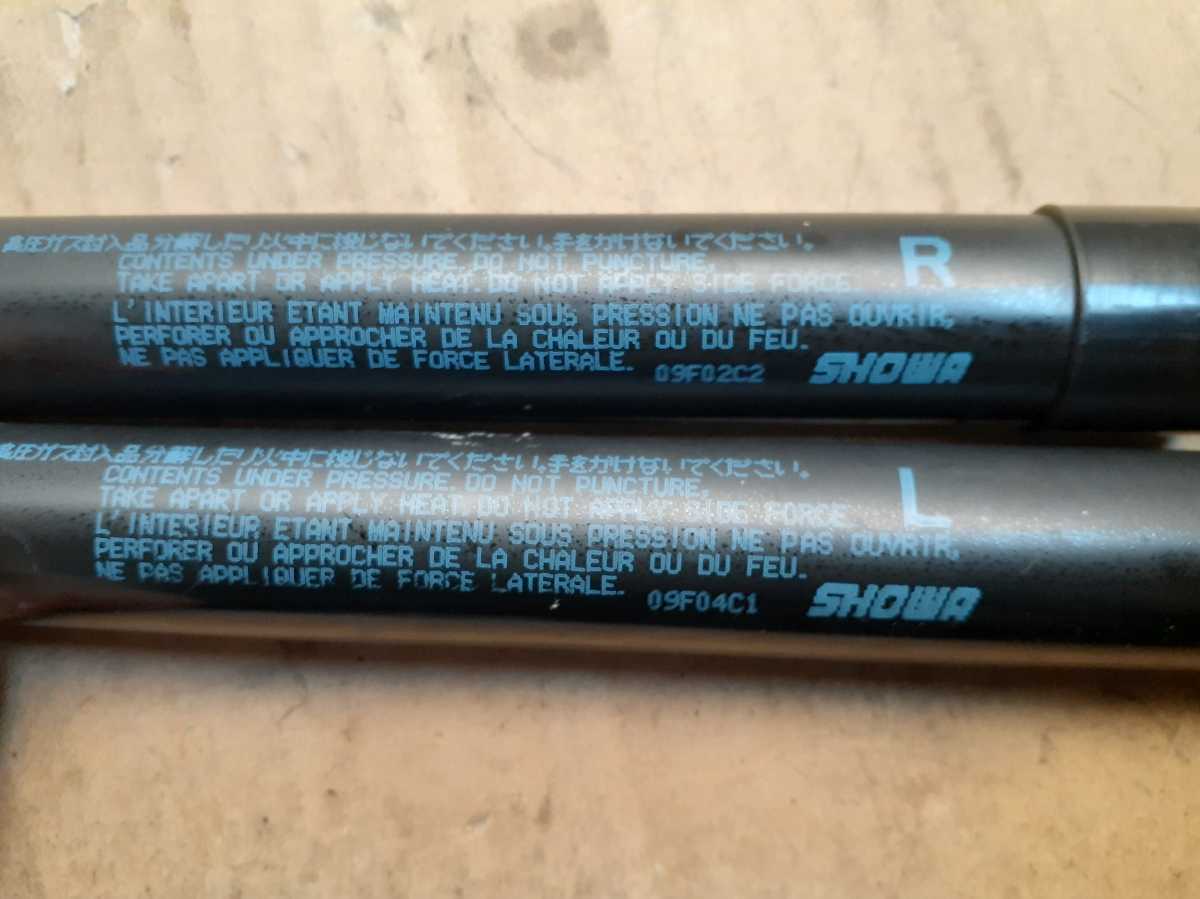 高圧ガス封入品分解したり火中に投じないでください。手をかけないでください。
CONTENTS UNDER PRESSURE DO NOT PUNCTURE,
TAKE APART OR APPLY HEAT.DO NOT APPLY SIDE FORCE.
R
L'INTERIEUR ETANT MAINTENU SOUS PRESSION NE PAS OUVRIR,
PERFORER OU APPROCHER DE LA CHALEUR OU DU FEU.
NE PAS APPLIQUER DE FORCE LATERALE.
09F02C2 SHOWA
高圧ガス封入品分解したり火中に投じないでください。手をかけないでください。
CONTENTS UNDER PRESSURE DO NOT PUNCTURE,
TAKE APART OR APPLY HEAT.DO NOT APPLY SIDE FORCE.
L
L'INTERIEUR ETANT MAINTENU SOUS PRESSION NE PAS OUVRIR,
PERFORER OU APPROCHER DE LA CHALEUR OU DU FEU.
NE PAS APPLIQUER DE FORCE LATERALE.
09F04C1 SHOWA